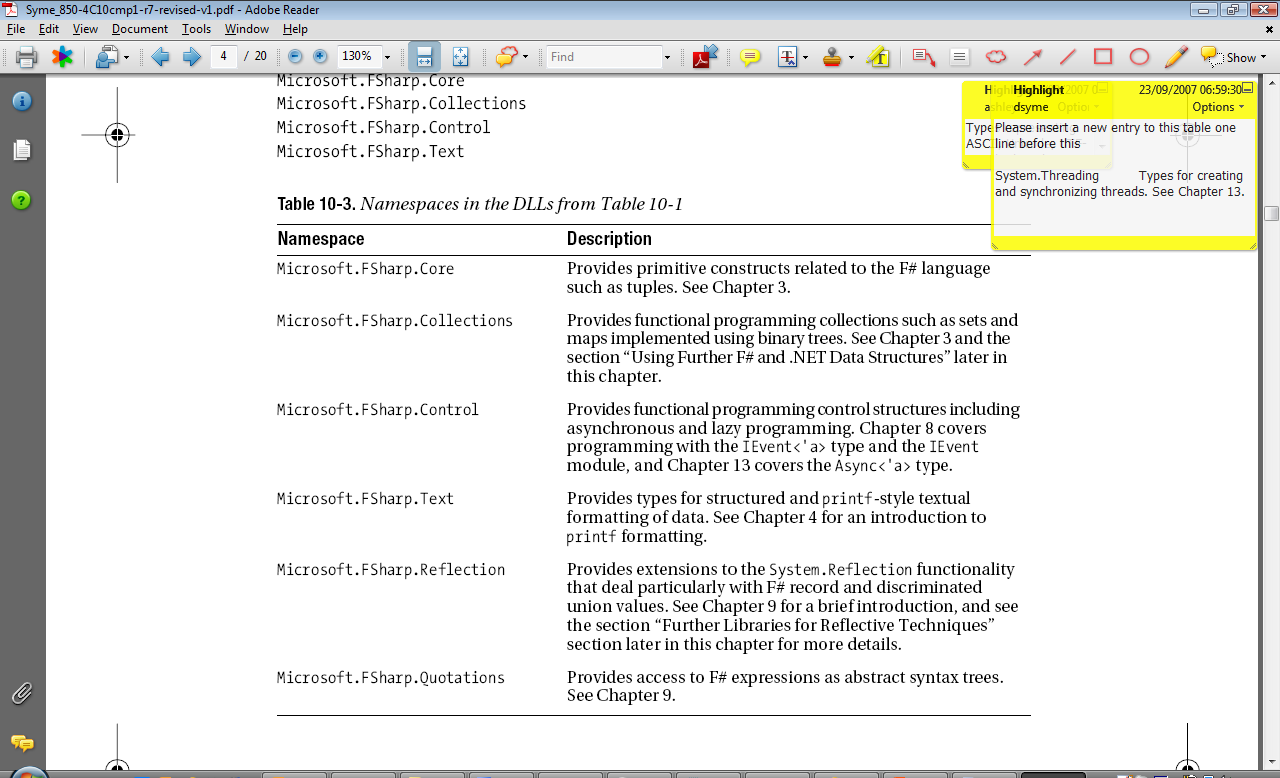 Syme_850-4C10cmp1-r7-revised-v1.pdf - Adobe Reader
File Edit View Document Tools Window Help
4 / 20 130% Find Show
Microsoft.FSharp.Core
Microsoft.FSharp.Collections
Microsoft.FSharp.Control
Microsoft.FSharp.Text
Highlight 23/09/2007 06:59:30
dsyme Options
Please insert a new entry to this table one
line before this
System.Threading Types for creating
and synchronizing threads. See Chapter 13.
Table 10-3. Namespaces in the DLLs from Table 10-1
Namespace Description
Microsoft.FSharp.Core Provides primitive constructs related to the F# language
such as tuples. See Chapter 3.
Microsoft.FSharp.Collections Provides functional programming collections such as sets and
maps implemented using binary trees. See Chapter 3 and the
section “Using Further F# and .NET Data Structures” later in
this chapter.
Microsoft.FSharp.Control Provides functional programming control structures including
asynchronous and lazy programming. Chapter 8 covers
programming with the IEvent<'a> type and the IEvent
module, and Chapter 13 covers the Async<'a> type.
Microsoft.FSharp.Text Provides types for structured and printf-style textual
formatting of data. See Chapter 4 for an introduction to
printf formatting.
Microsoft.FSharp.Reflection Provides extensions to the System.Reflection functionality
that deal particularly with F# record and discriminated
union values. See Chapter 9 for a brief introduction, and see
the section “Further Libraries for Reflective Techniques”
section later in this chapter for more details.
Microsoft.FSharp.Quotations Provides access to F# expressions as abstract syntax trees.
See Chapter 9.